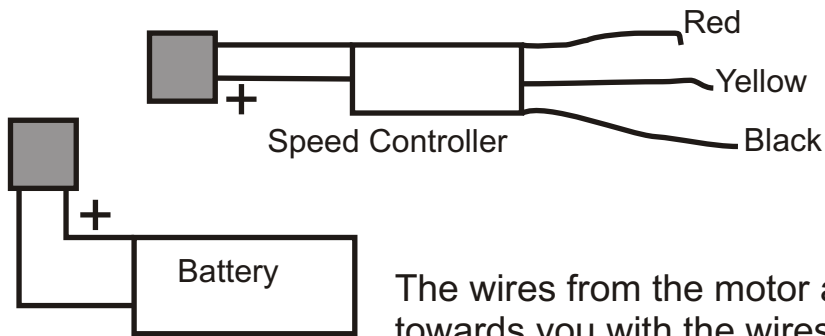 Red
Yellow
+
Speed Controller
Black
+
Battery
The wires from the motor
towards you with the wires